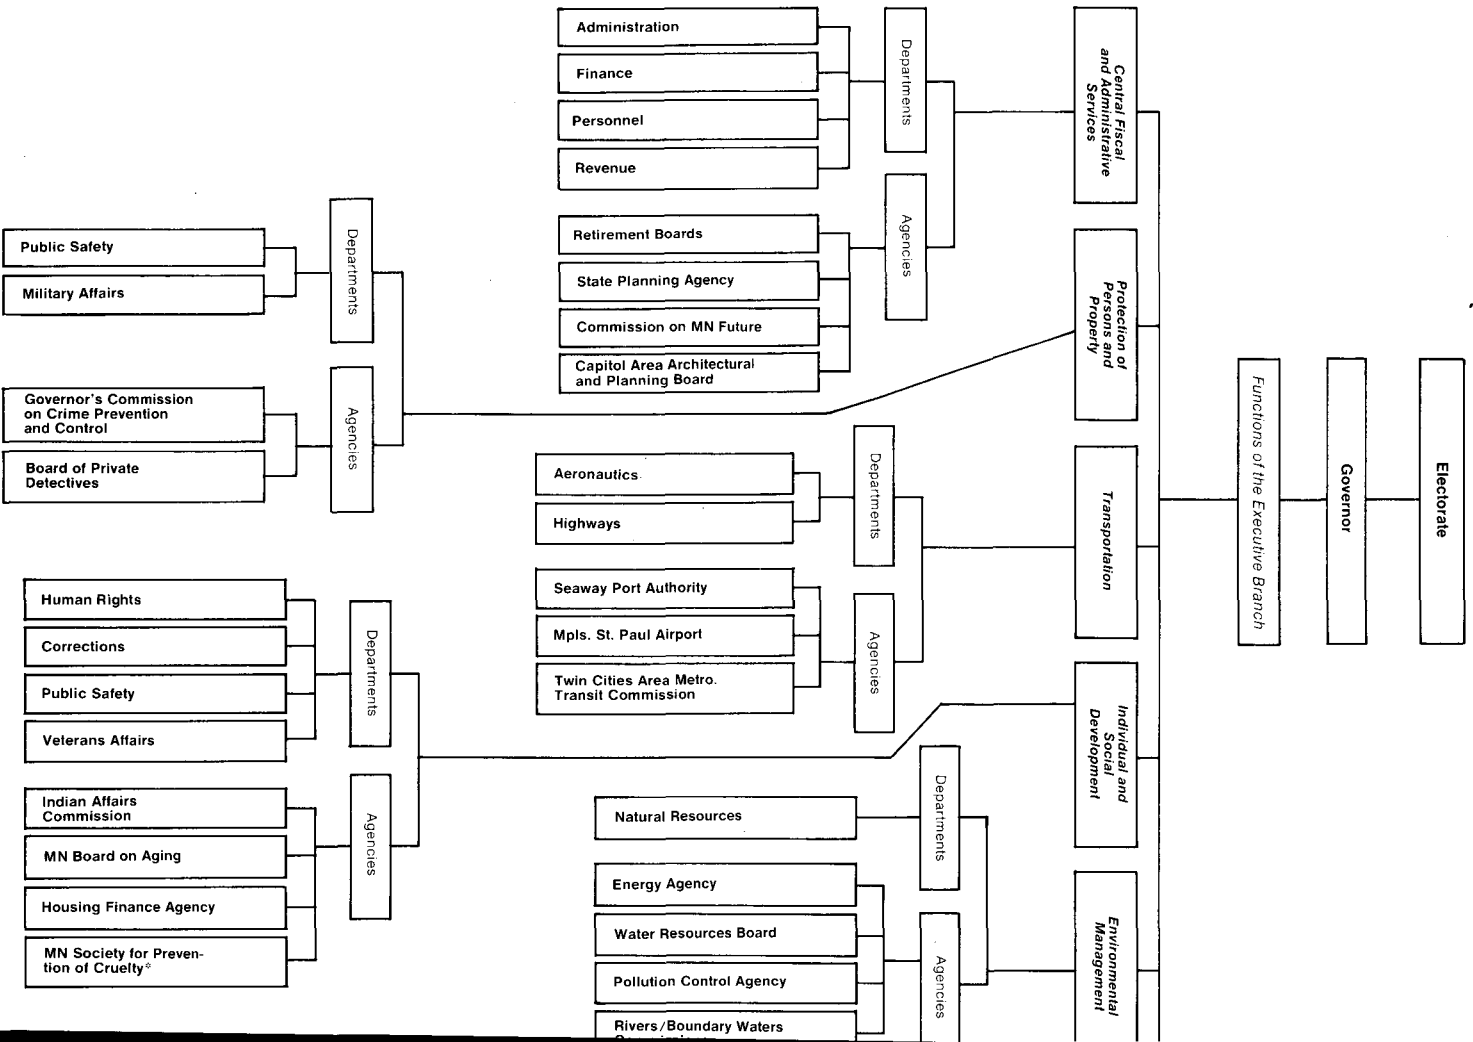 Electorate
Governor
Functions of the Executive Branch
Central Fiscal
and Administrative
Services
Departments
Administration
Finance
Personnel
Revenue
Agencies
Retirement Boards
State Planning Agency
Commission on MN Future
Capitol Area Architectural
and Planning Board
Protection of
Persons and
Property
Departments
Public Safety
Military Affairs
Agencies
Governor's Commission
on Crime Prevention
and Control
Board of Private
Detectives
Transportation
Departments
Aeronautics
Highways
Agencies
Seaway Port Authority
Mpls. St. Paul Airport
Twin Cities Area Metro.
Transit Commission
Individual and
Social
Development
Departments
Human Rights
Corrections
Public Safety
Veterans Affairs
Agencies
Indian Affairs
Commission
MN Board on Aging
Housing Finance Agency
MN Society for Preven-
tion of Cruelty*
Environmental
Management
Departments
Natural Resources
Agencies
Energy Agency
Water Resources Board
Pollution Control Agency
Rivers/Boundary Waters